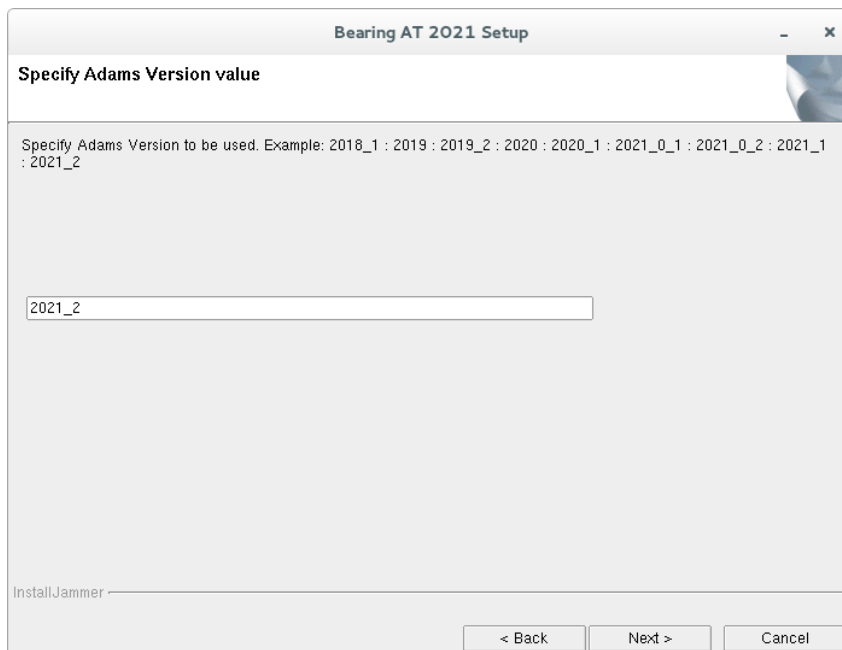 Bearing AT 2021 Setup
Specify Adams Version value
Specify Adams Version to be used. Example: 2018_1 : 2019 : 2019_2 : 2020 : 2020_1 : 2021_0_1 : 2021_0_2 : 2021_1
: 2021_2
2021_2
InstallJammer
< Back Next > Cancel